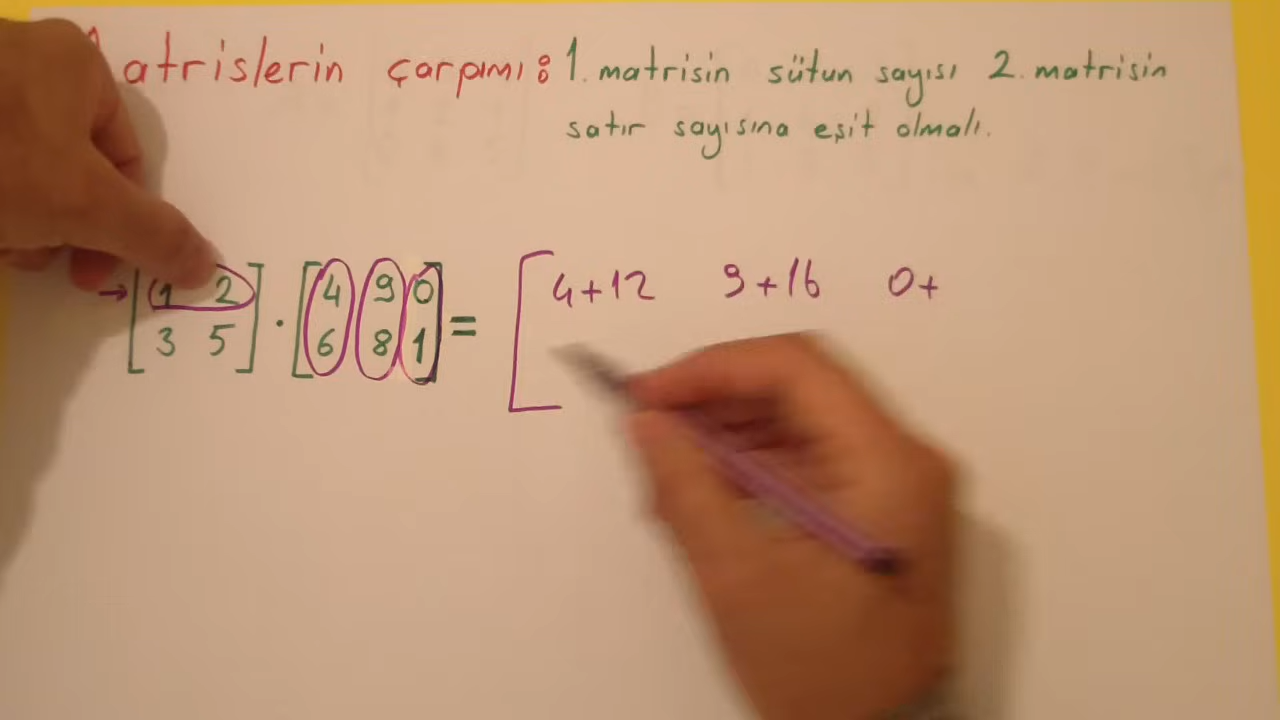 atrislerin çarpımı: 1. matrisin sütun sayısı 2. matrisin
satır sayısına eşit olmalı.
[1 2] . [4 9 0] = [4+12 9+16 0+
[3 5] [6 8 1]